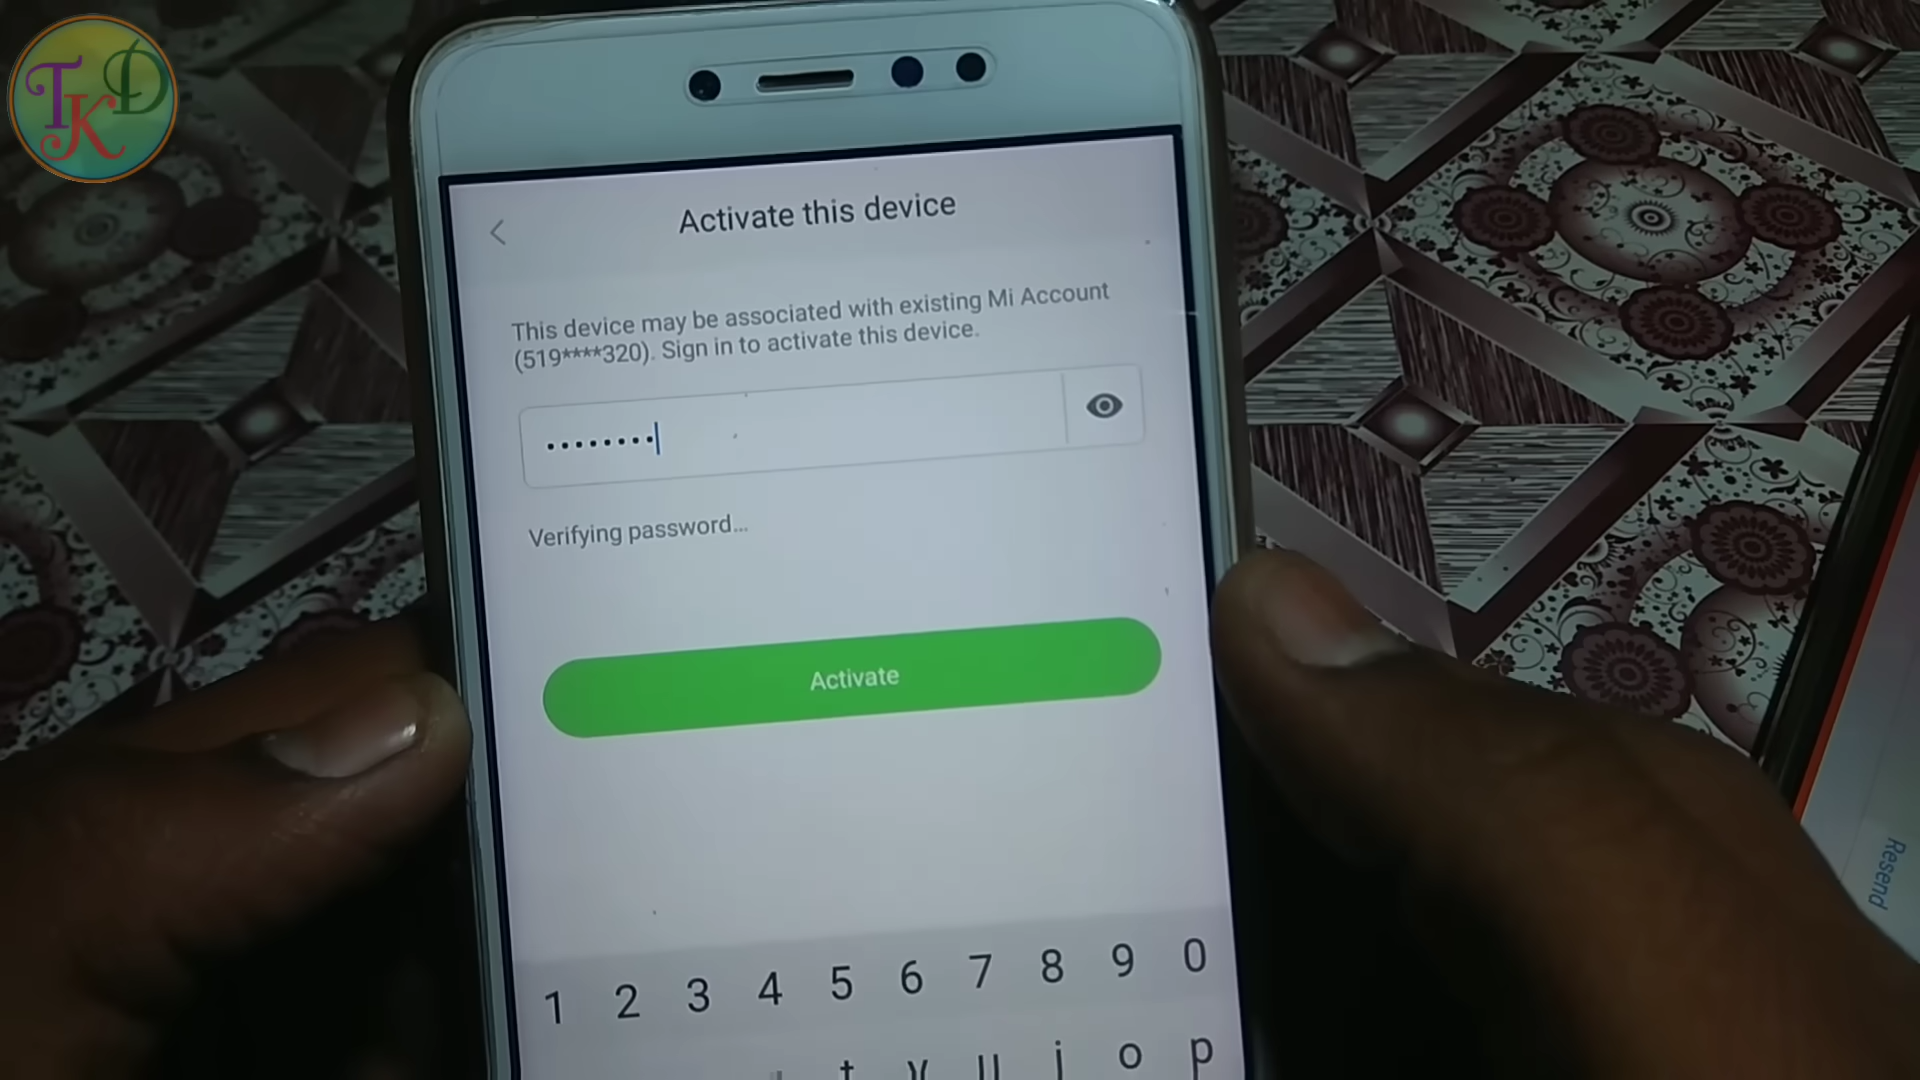 TKD
Activate this device
This device may be associated with existing Mi Account
(519****320). Sign in to activate this device.
••••••••
Verifying password...
Activate
1 2 3 4 5 6 7 8 9 0
t y u i o p
Resend